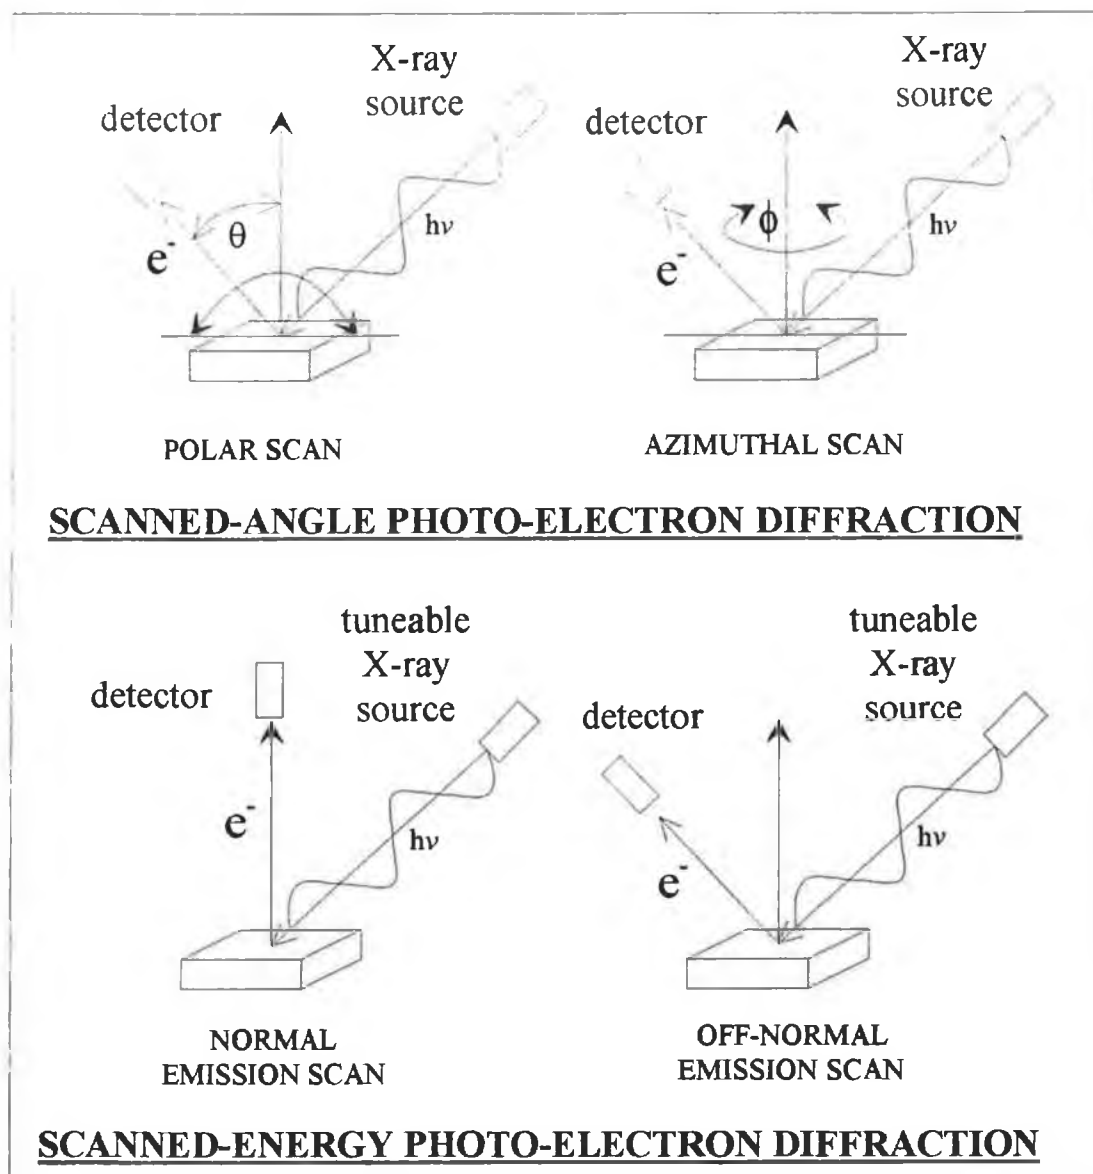 X-ray
source
detector
θ
e-
hν
POLAR SCAN
X-ray
source
detector
ϕ
e-
hν
AZIMUTHAL SCAN
SCANNED-ANGLE PHOTO-ELECTRON DIFFRACTION
tuneable
X-ray
source
detector
e-
hν
NORMAL
EMISSION SCAN
tuneable
X-ray
source
detector
e-
hν
OFF-NORMAL
EMISSION SCAN
SCANNED-ENERGY PHOTO-ELECTRON DIFFRACTION